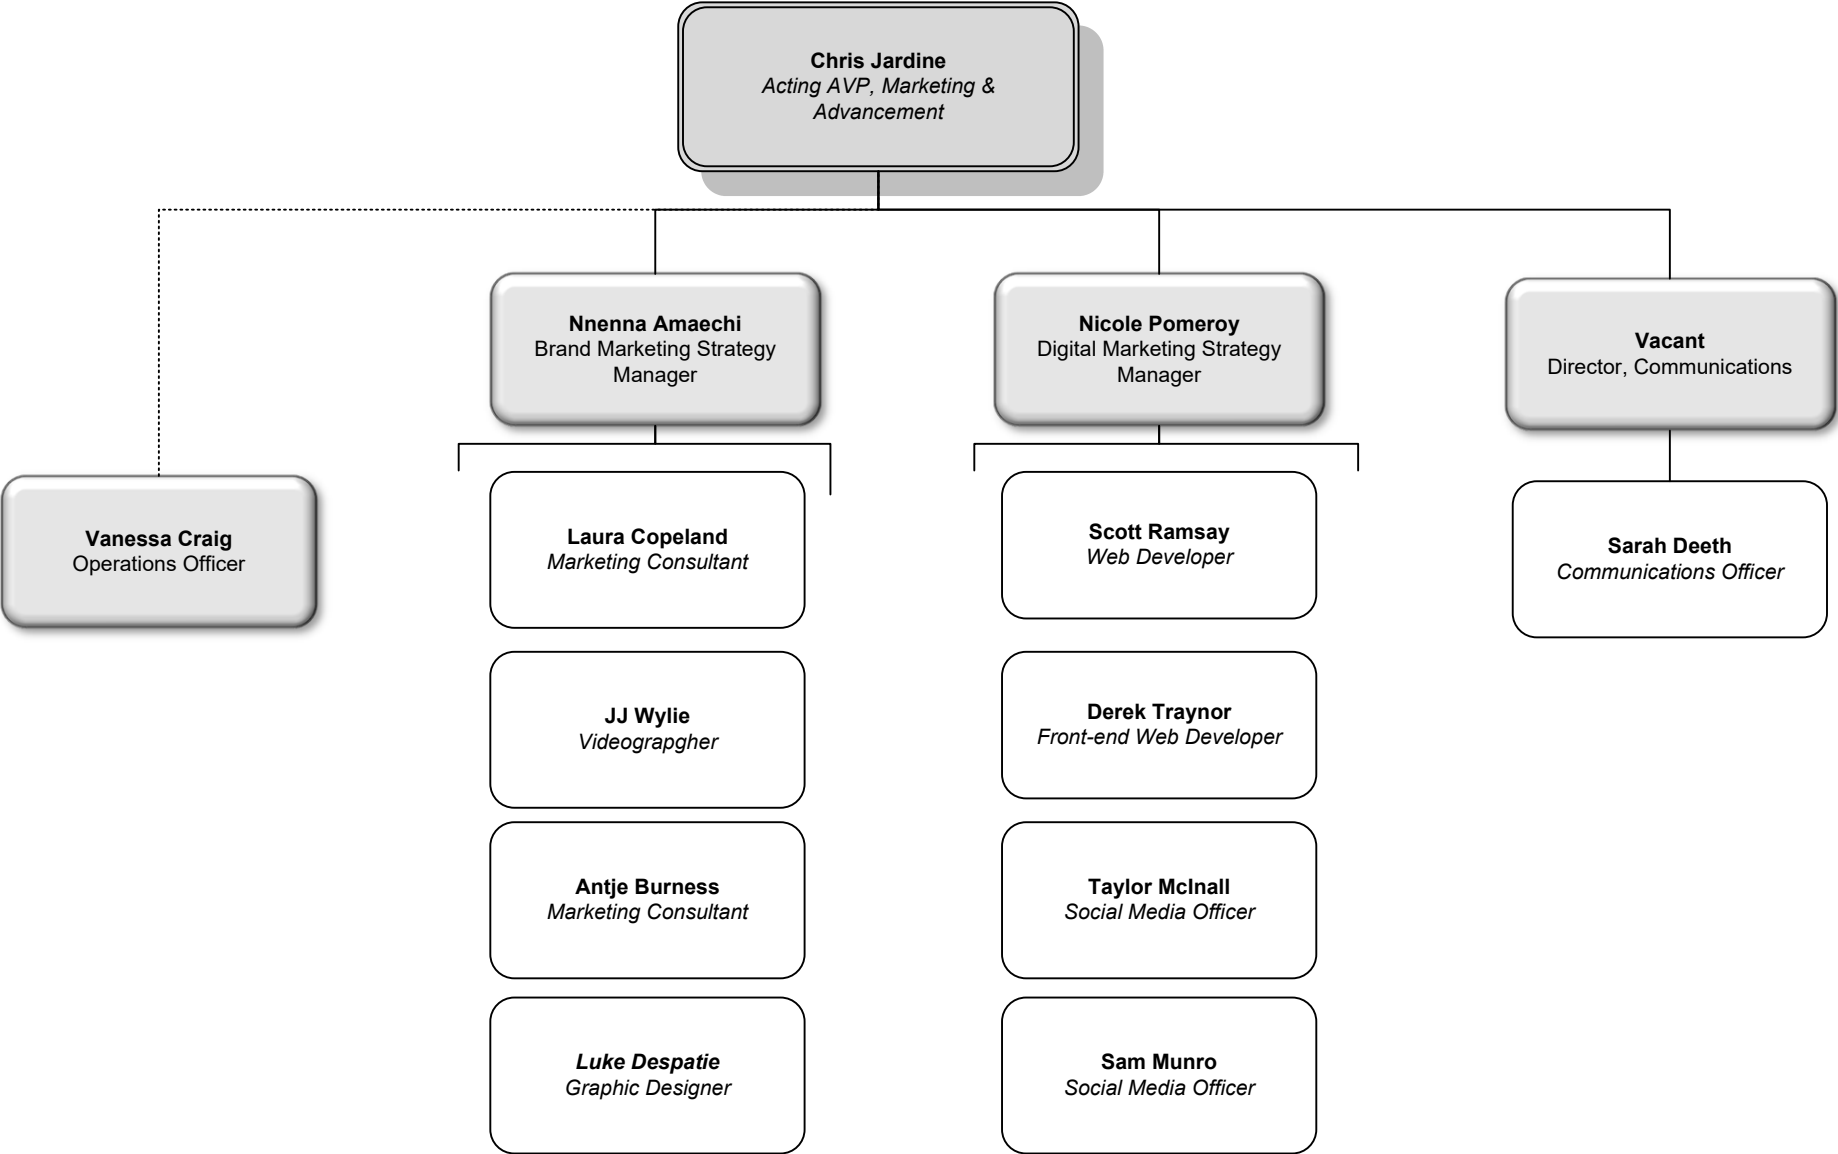 Chris Jardine
Acting AVP, Marketing &
Advancement
Nnenna Amaechi
Brand Marketing Strategy
Manager
Nicole Pomeroy
Digital Marketing Strategy
Manager
Vacant
Director, Communications
Vanessa Craig
Operations Officer
Laura Copeland
Marketing Consultant
Scott Ramsay
Web Developer
Sarah Deeth
Communications Officer
JJ Wylie
Videograpgher
Derek Traynor
Front-end Web Developer
Antje Burness
Marketing Consultant
Taylor McInall
Social Media Officer
Luke Despatie
Graphic Designer
Sam Munro
Social Media Officer